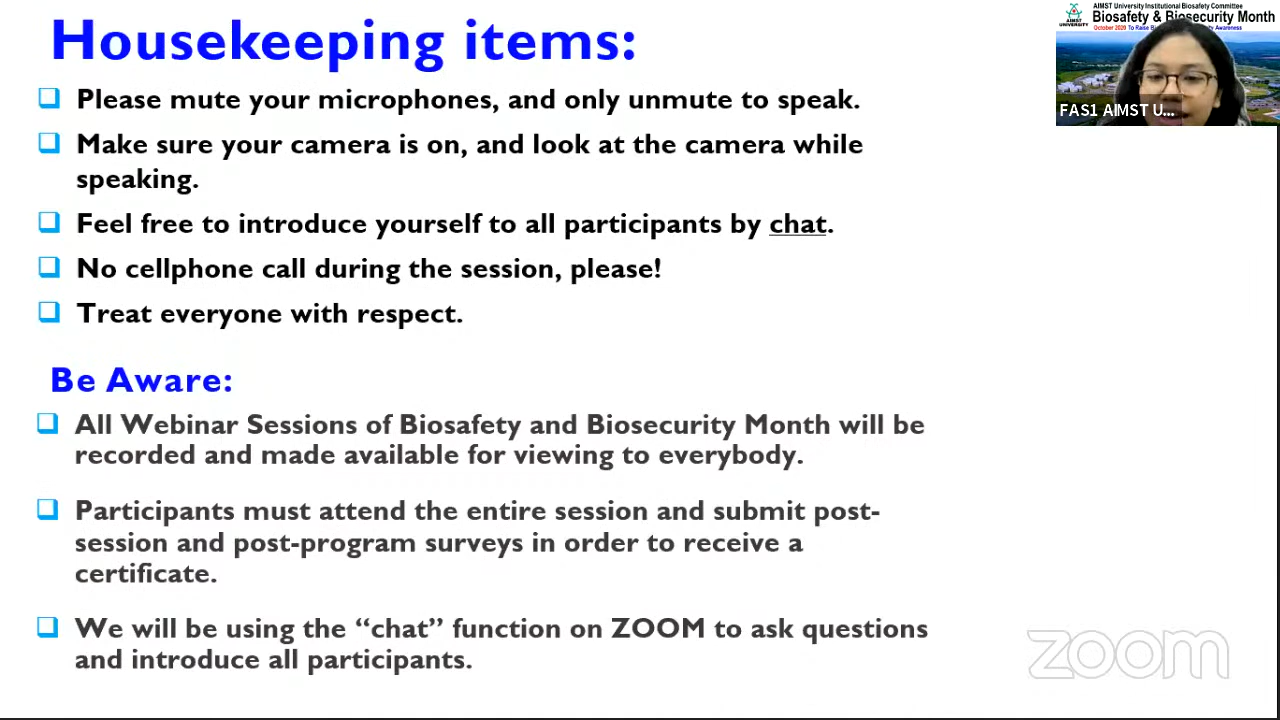 Housekeeping items:
Please mute your microphones, and only unmute to speak.
Make sure your camera is on, and look at the camera while
speaking.
Feel free to introduce yourself to all participants by chat.
No cellphone call during the session, please!
Treat everyone with respect.
Be Aware:
All Webinar Sessions of Biosafety and Biosecurity Month will be
recorded and made available for viewing to everybody.
Participants must attend the entire session and submit post-
session and post-program surveys in order to receive a
certificate.
We will be using the “chat” function on ZOOM to ask questions
and introduce all participants.
AIMST University Institutional Biosafety Committee
Biosafety & Biosecurity Month
To Raise
Awareness
AIMST
UNIVERSITY
FAS1 AIMST U...
zoom